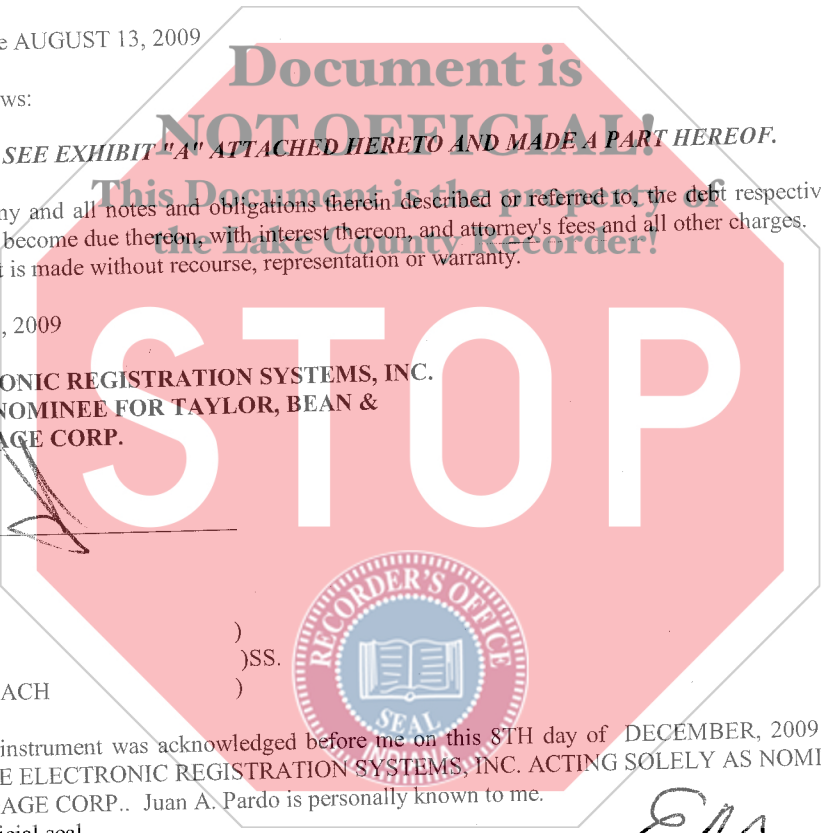 e AUGUST 13, 2009
Document is
ws:
NOT OFFICIAL!
SEE EXHIBIT "A" ATTACHED HERETO AND MADE A PART HEREOF.
This Document is the property of
ny and all notes and obligations therein described or referred to, the debt respectiv
the Lake County Recorder!
become due thereon, with interest thereon, and attorney's fees and all other charges.
t is made without recourse, representation or warranty.
, 2009
STOP
ONIC REGISTRATION SYSTEMS, INC.
NOMINEE FOR TAYLOR, BEAN &
AGE CORP.
RECORDER'S OFFICE
SEAL
INDIANA
)
)SS.
ACH )
instrument was acknowledged before me on this 8TH day of DECEMBER, 2009
E ELECTRONIC REGISTRATION SYSTEMS, INC. ACTING SOLELY AS NOMI
AGE CORP.. Juan A. Pardo is personally known to me.
icial seal